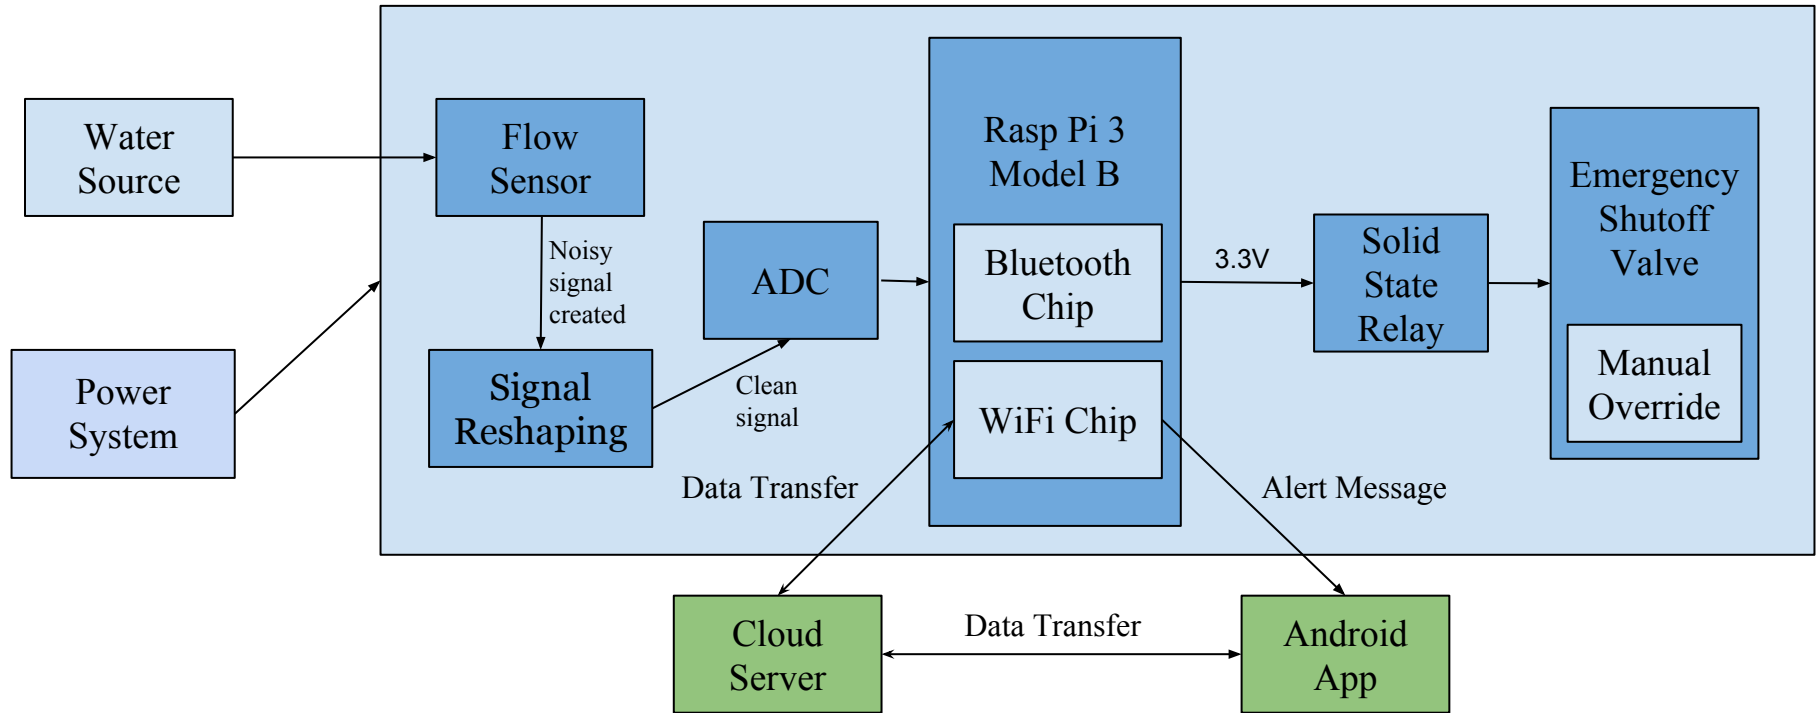 Water
Source
Power
System
Flow
Sensor
Noisy
signal
created
Signal
Reshaping
Clean
signal
ADC
Rasp Pi 3
Model B
Bluetooth
Chip
WiFi Chip
3.3V
Solid
State
Relay
Emergency
Shutoff
Valve
Manual
Override
Data Transfer
Alert Message
Cloud
Server
Data Transfer
Android
App